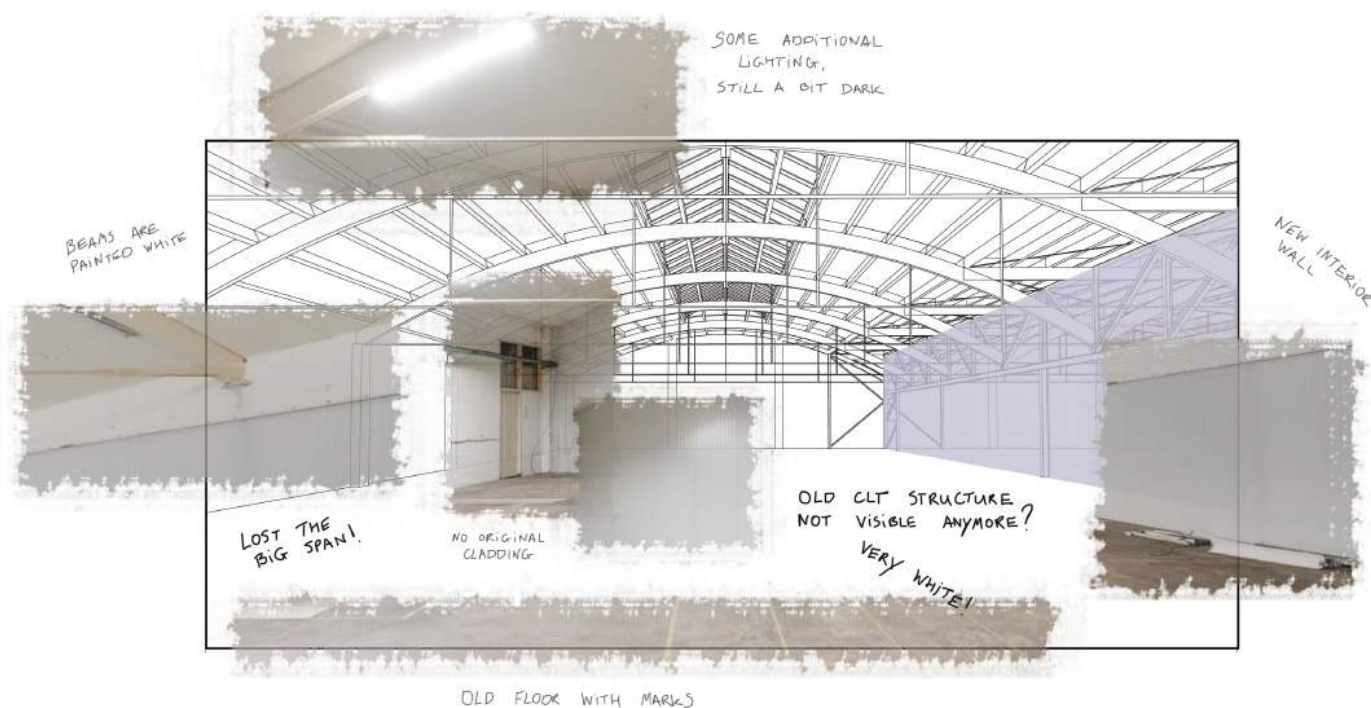 SOME ADDITIONAL
LIGHTING,
STILL A BIT DARK
BEAMS ARE
PAINTED WHITE
NEW INTERIOR
WALL
LOST THE
BIG SPAN!
NO ORIGINAL
CLADDING
OLD CLT STRUCTURE
NOT VISIBLE ANYMORE?
VERY WHITE!
OLD FLOOR WITH MARKS